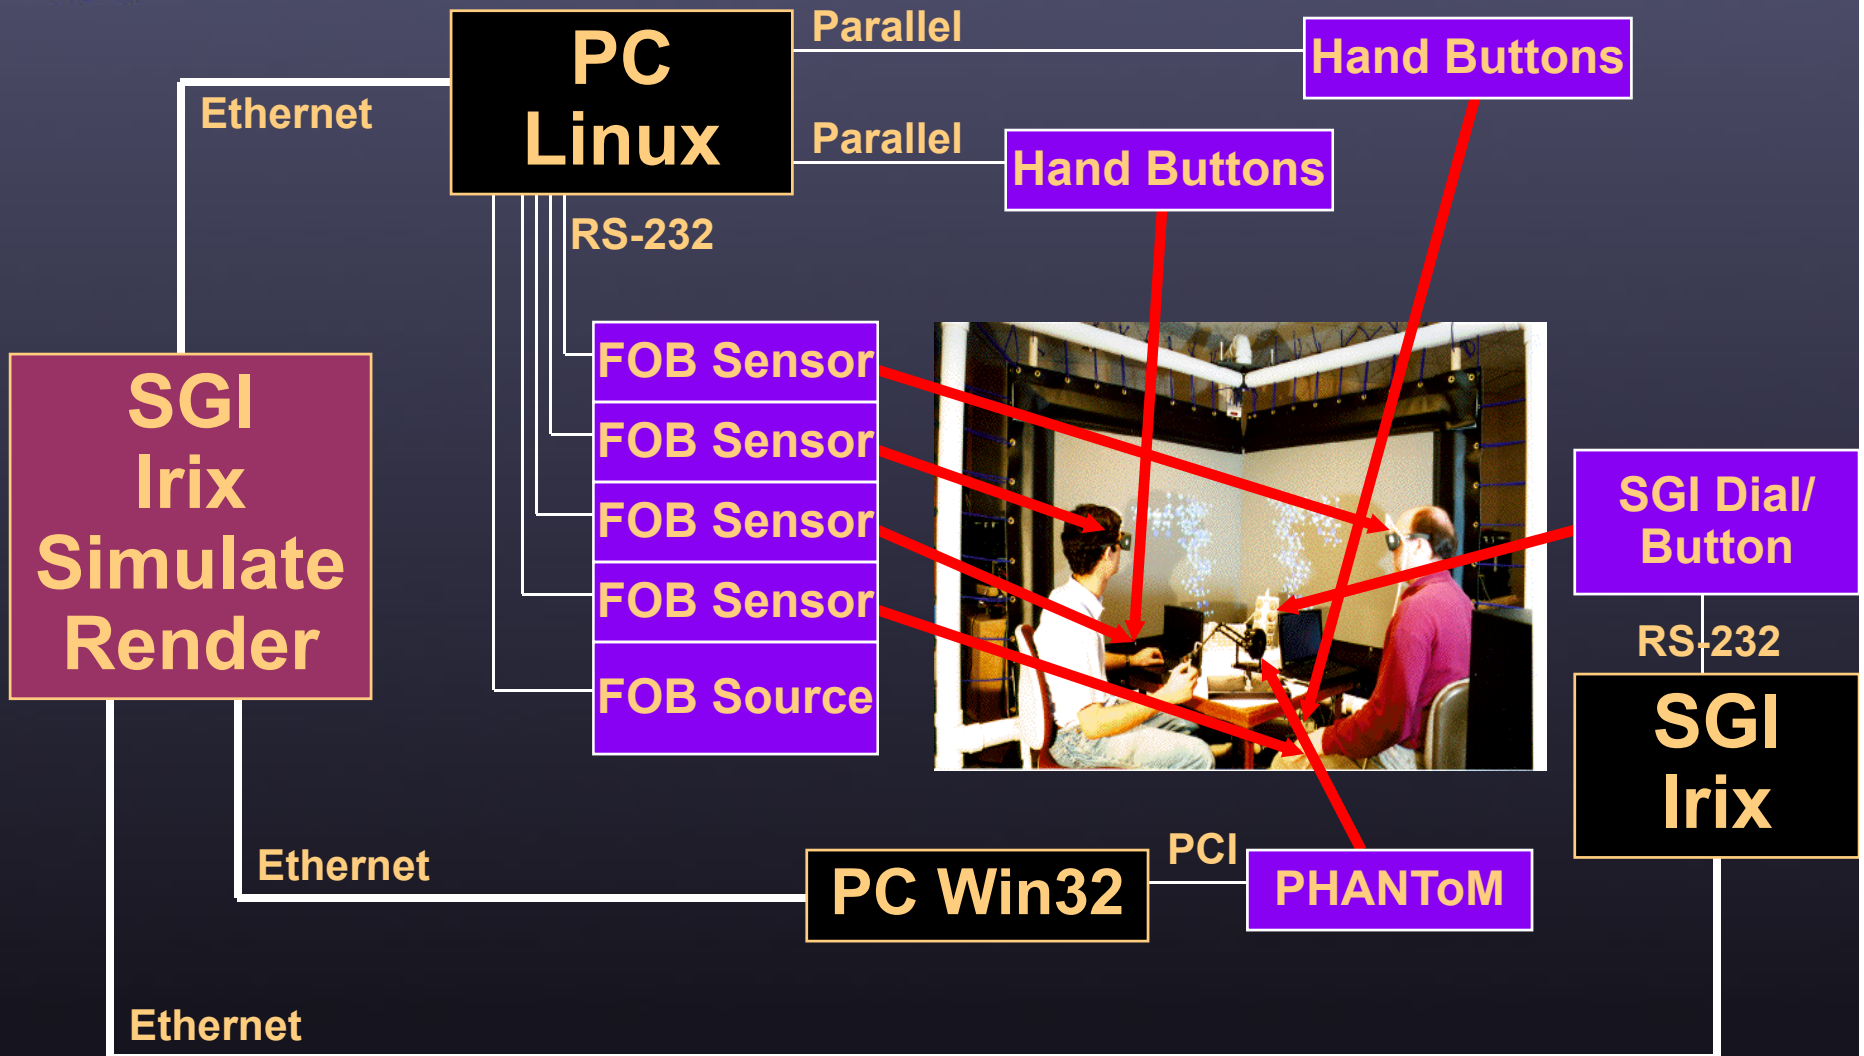 Parallel
PC
Linux
Hand Buttons
Ethernet
Parallel
Hand Buttons
RS-232
FOB Sensor
FOB Sensor
FOB Sensor
FOB Sensor
FOB Source
SGI
Irix
Simulate
Render
SGI Dial/
Button
RS-232
SGI
Irix
Ethernet
PC Win32
PCI
PHANToM
Ethernet